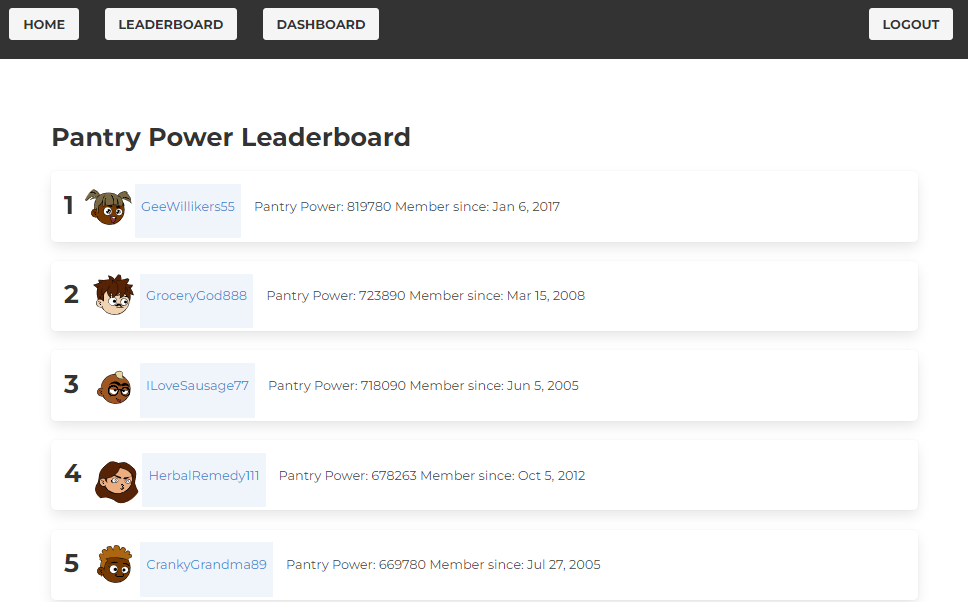 HOME LEADERBOARD DASHBOARD LOGOUT
Pantry Power Leaderboard
1 GeeWillikers55 Pantry Power: 819780 Member since: Jan 6, 2017
2 GroceryGod888 Pantry Power: 723890 Member since: Mar 15, 2008
3 ILoveSausage77 Pantry Power: 718090 Member since: Jun 5, 2005
4 HerbalRemedy111 Pantry Power: 678263 Member since: Oct 5, 2012
5 CrankyGrandma89 Pantry Power: 669780 Member since: Jul 27, 2005